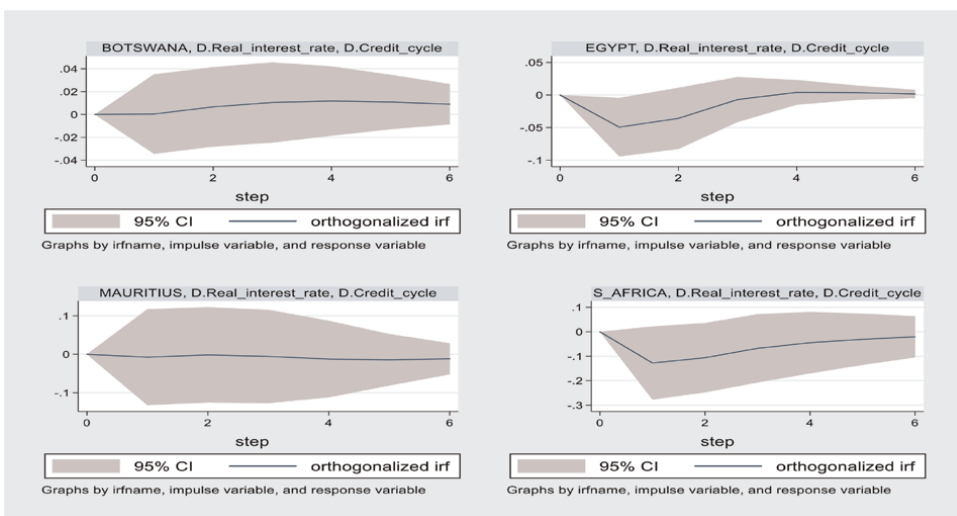 BOTSWANA, D.Real_interest_rate, D.Credit_cycle
.04
.02
0
-.02
-.04
0 2 4 6
step
95% CI orthogonalized irf
Graphs by irfname, impulse variable, and response variable
EGYPT, D.Real_interest_rate, D.Credit_cycle
.05
0
-.05
-.1
0 2 4 6
step
95% CI orthogonalized irf
Graphs by irfname, impulse variable, and response variable
MAURITIUS, D.Real_interest_rate, D.Credit_cycle
.1
0
-.1
0 2 4 6
step
95% CI orthogonalized irf
Graphs by irfname, impulse variable, and response variable
S_AFRICA, D.Real_interest_rate, D.Credit_cycle
.1
0
-.1
-.2
-.3
0 2 4 6
step
95% CI orthogonalized irf
Graphs by irfname, impulse variable, and response variable